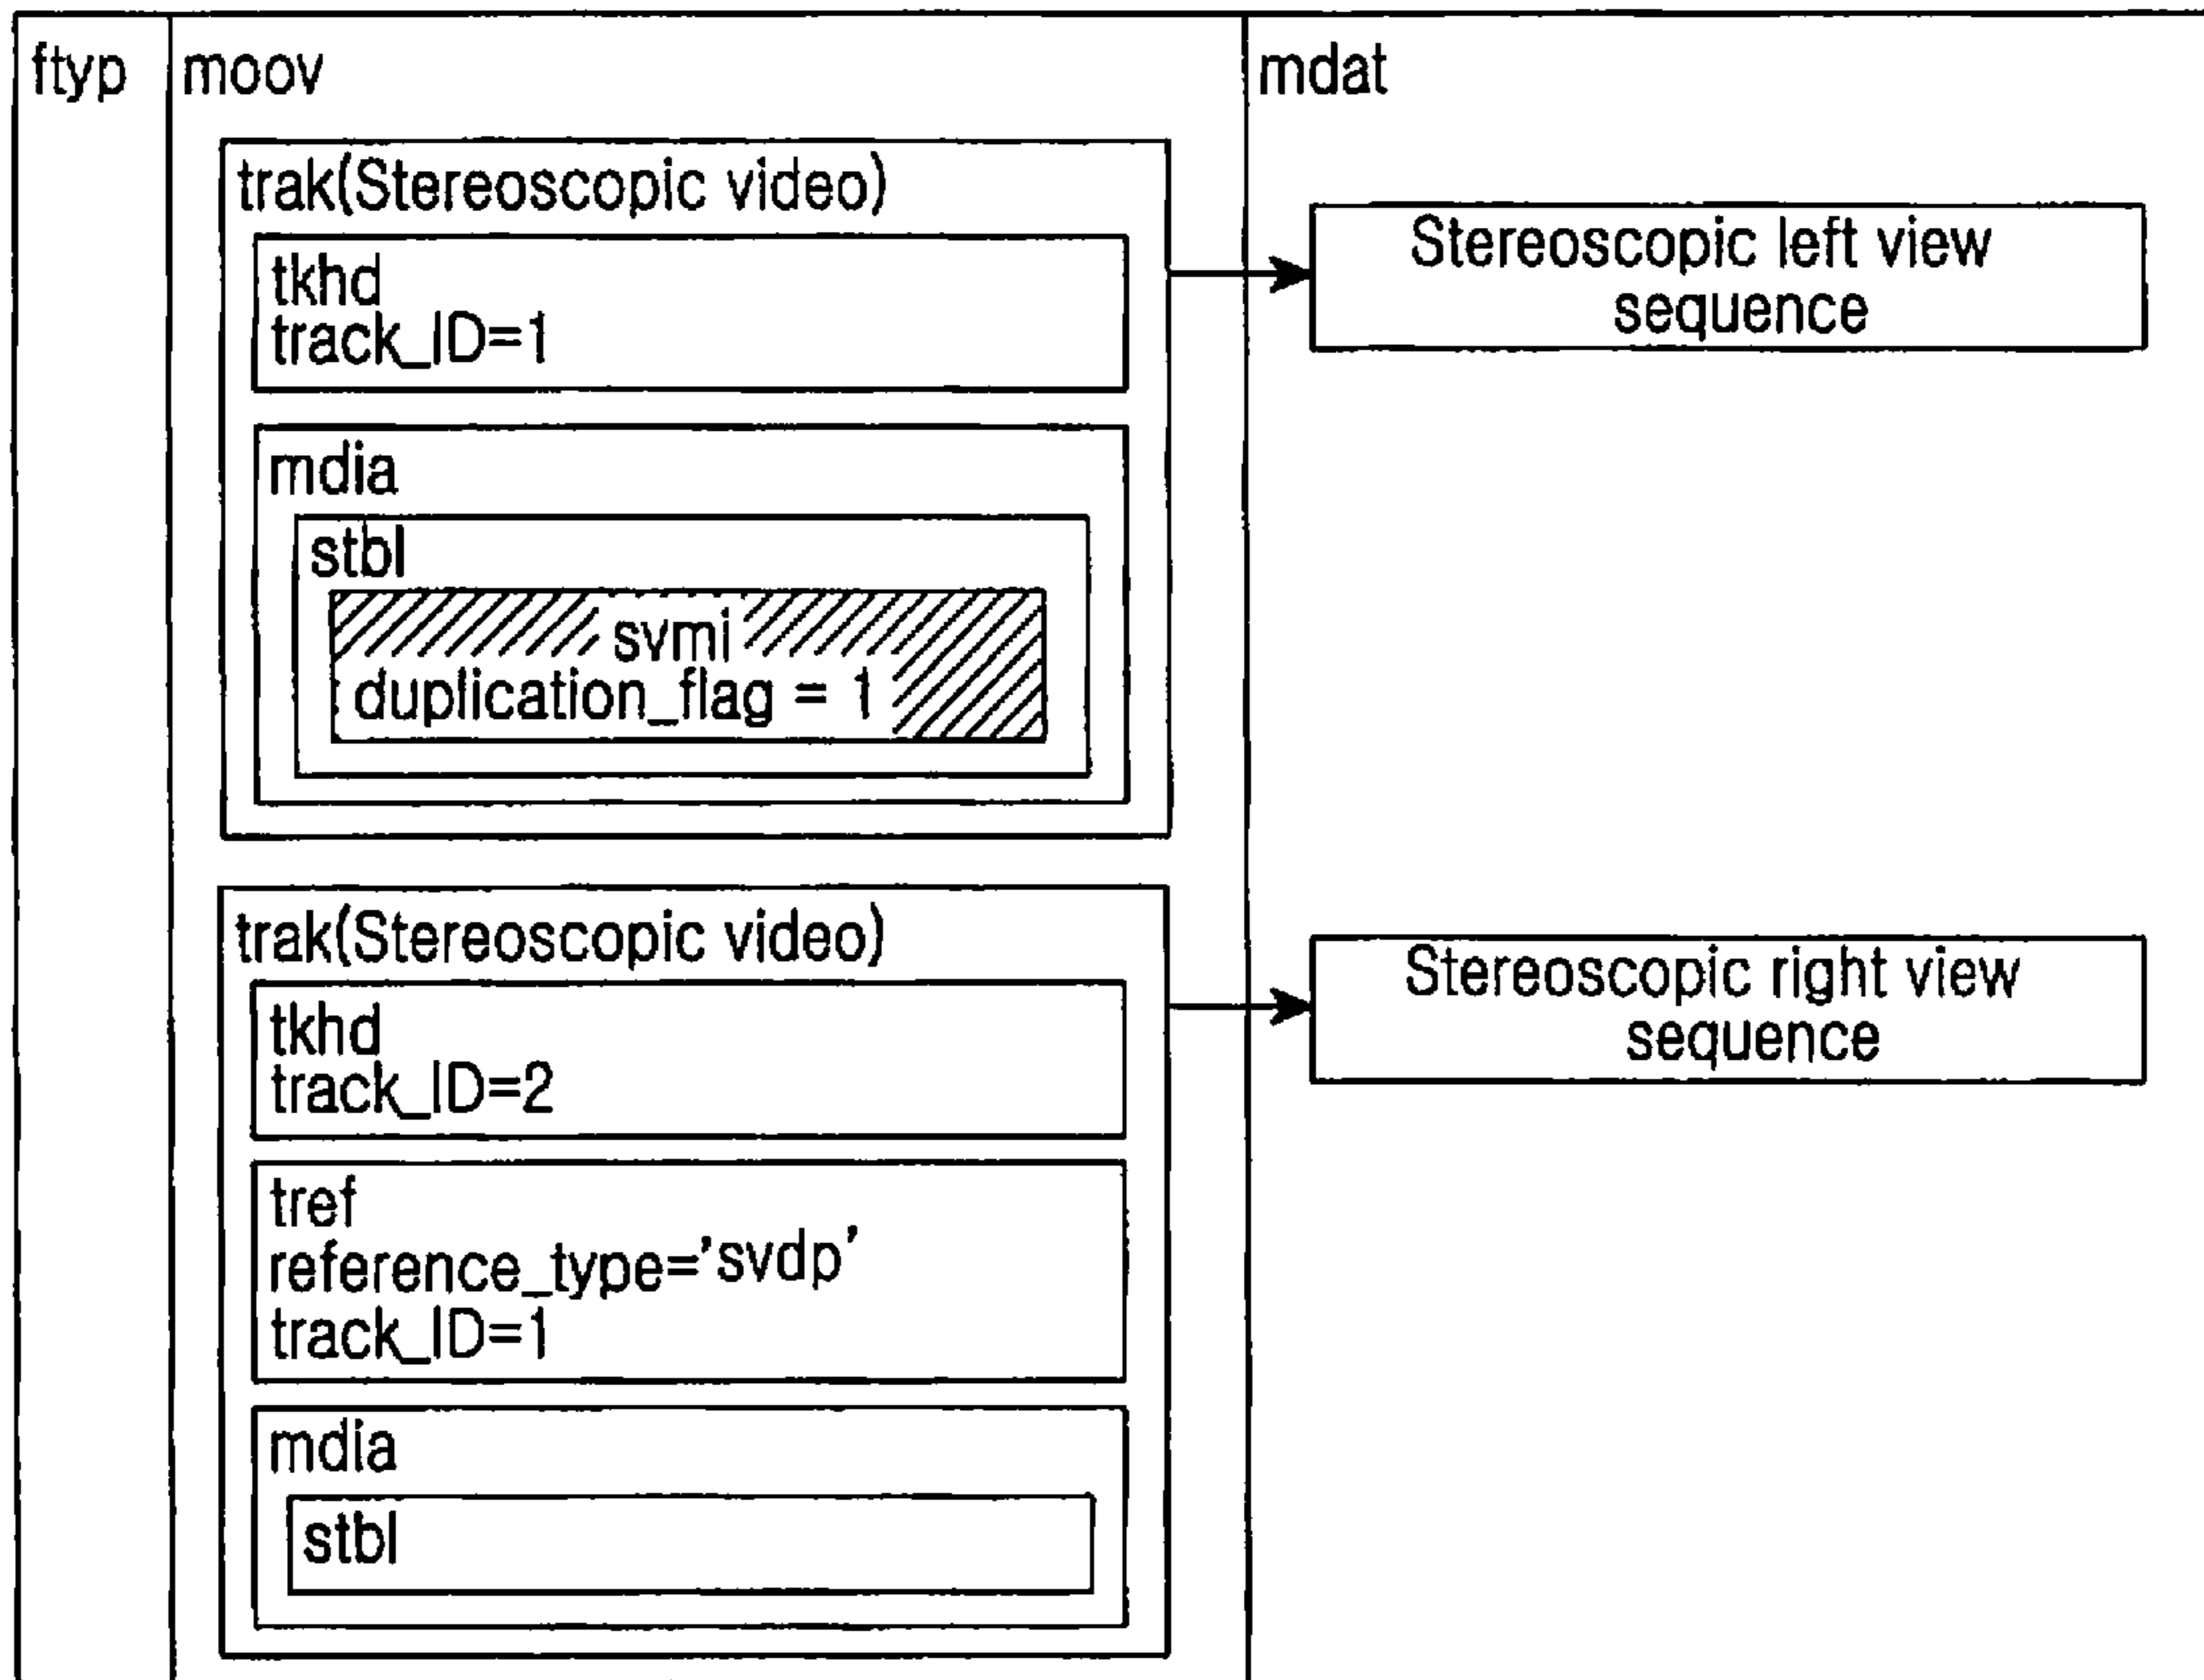 ftyp
moov
mdat
trak(Stereoscopic video)
tkhd
track_ID=1
mdia
stbl
svmi
duplication_flag = 1
Stereoscopic left view
sequence
trak(Stereoscopic video)
tkhd
track_ID=2
tref
reference_type='svdp'
track_ID=1
mdia
stbl
Stereoscopic right view
sequence